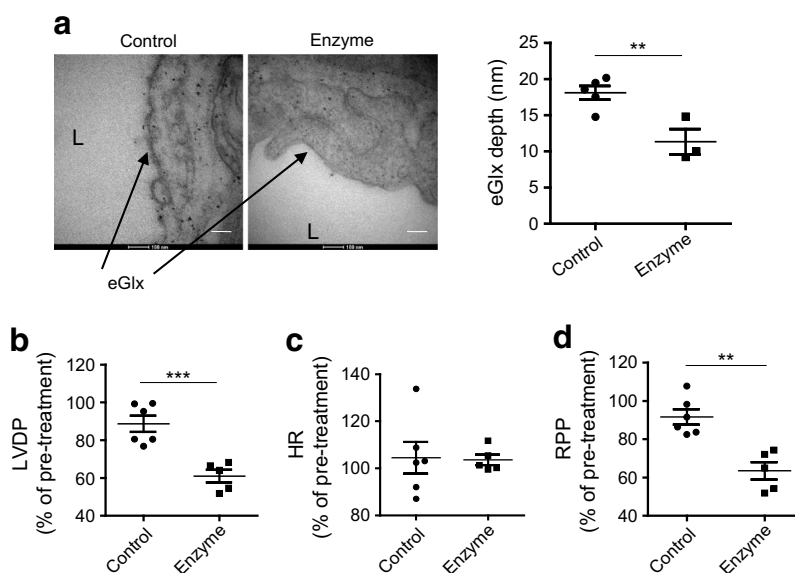 a
Control
Enzyme
L
L
100 nm
100 nm
eGlx
eGlx depth (nm)
25
20
15
10
5
0
**
Control
Enzyme
b
LVDP
(% of pre-treatment)
120
100
80
60
40
***
Control
Enzyme
c
HR
(% of pre-treatment)
140
120
100
80
Control
Enzyme
d
RPP
(% of pre-treatment)
120
100
80
60
40
**
Control
Enzyme